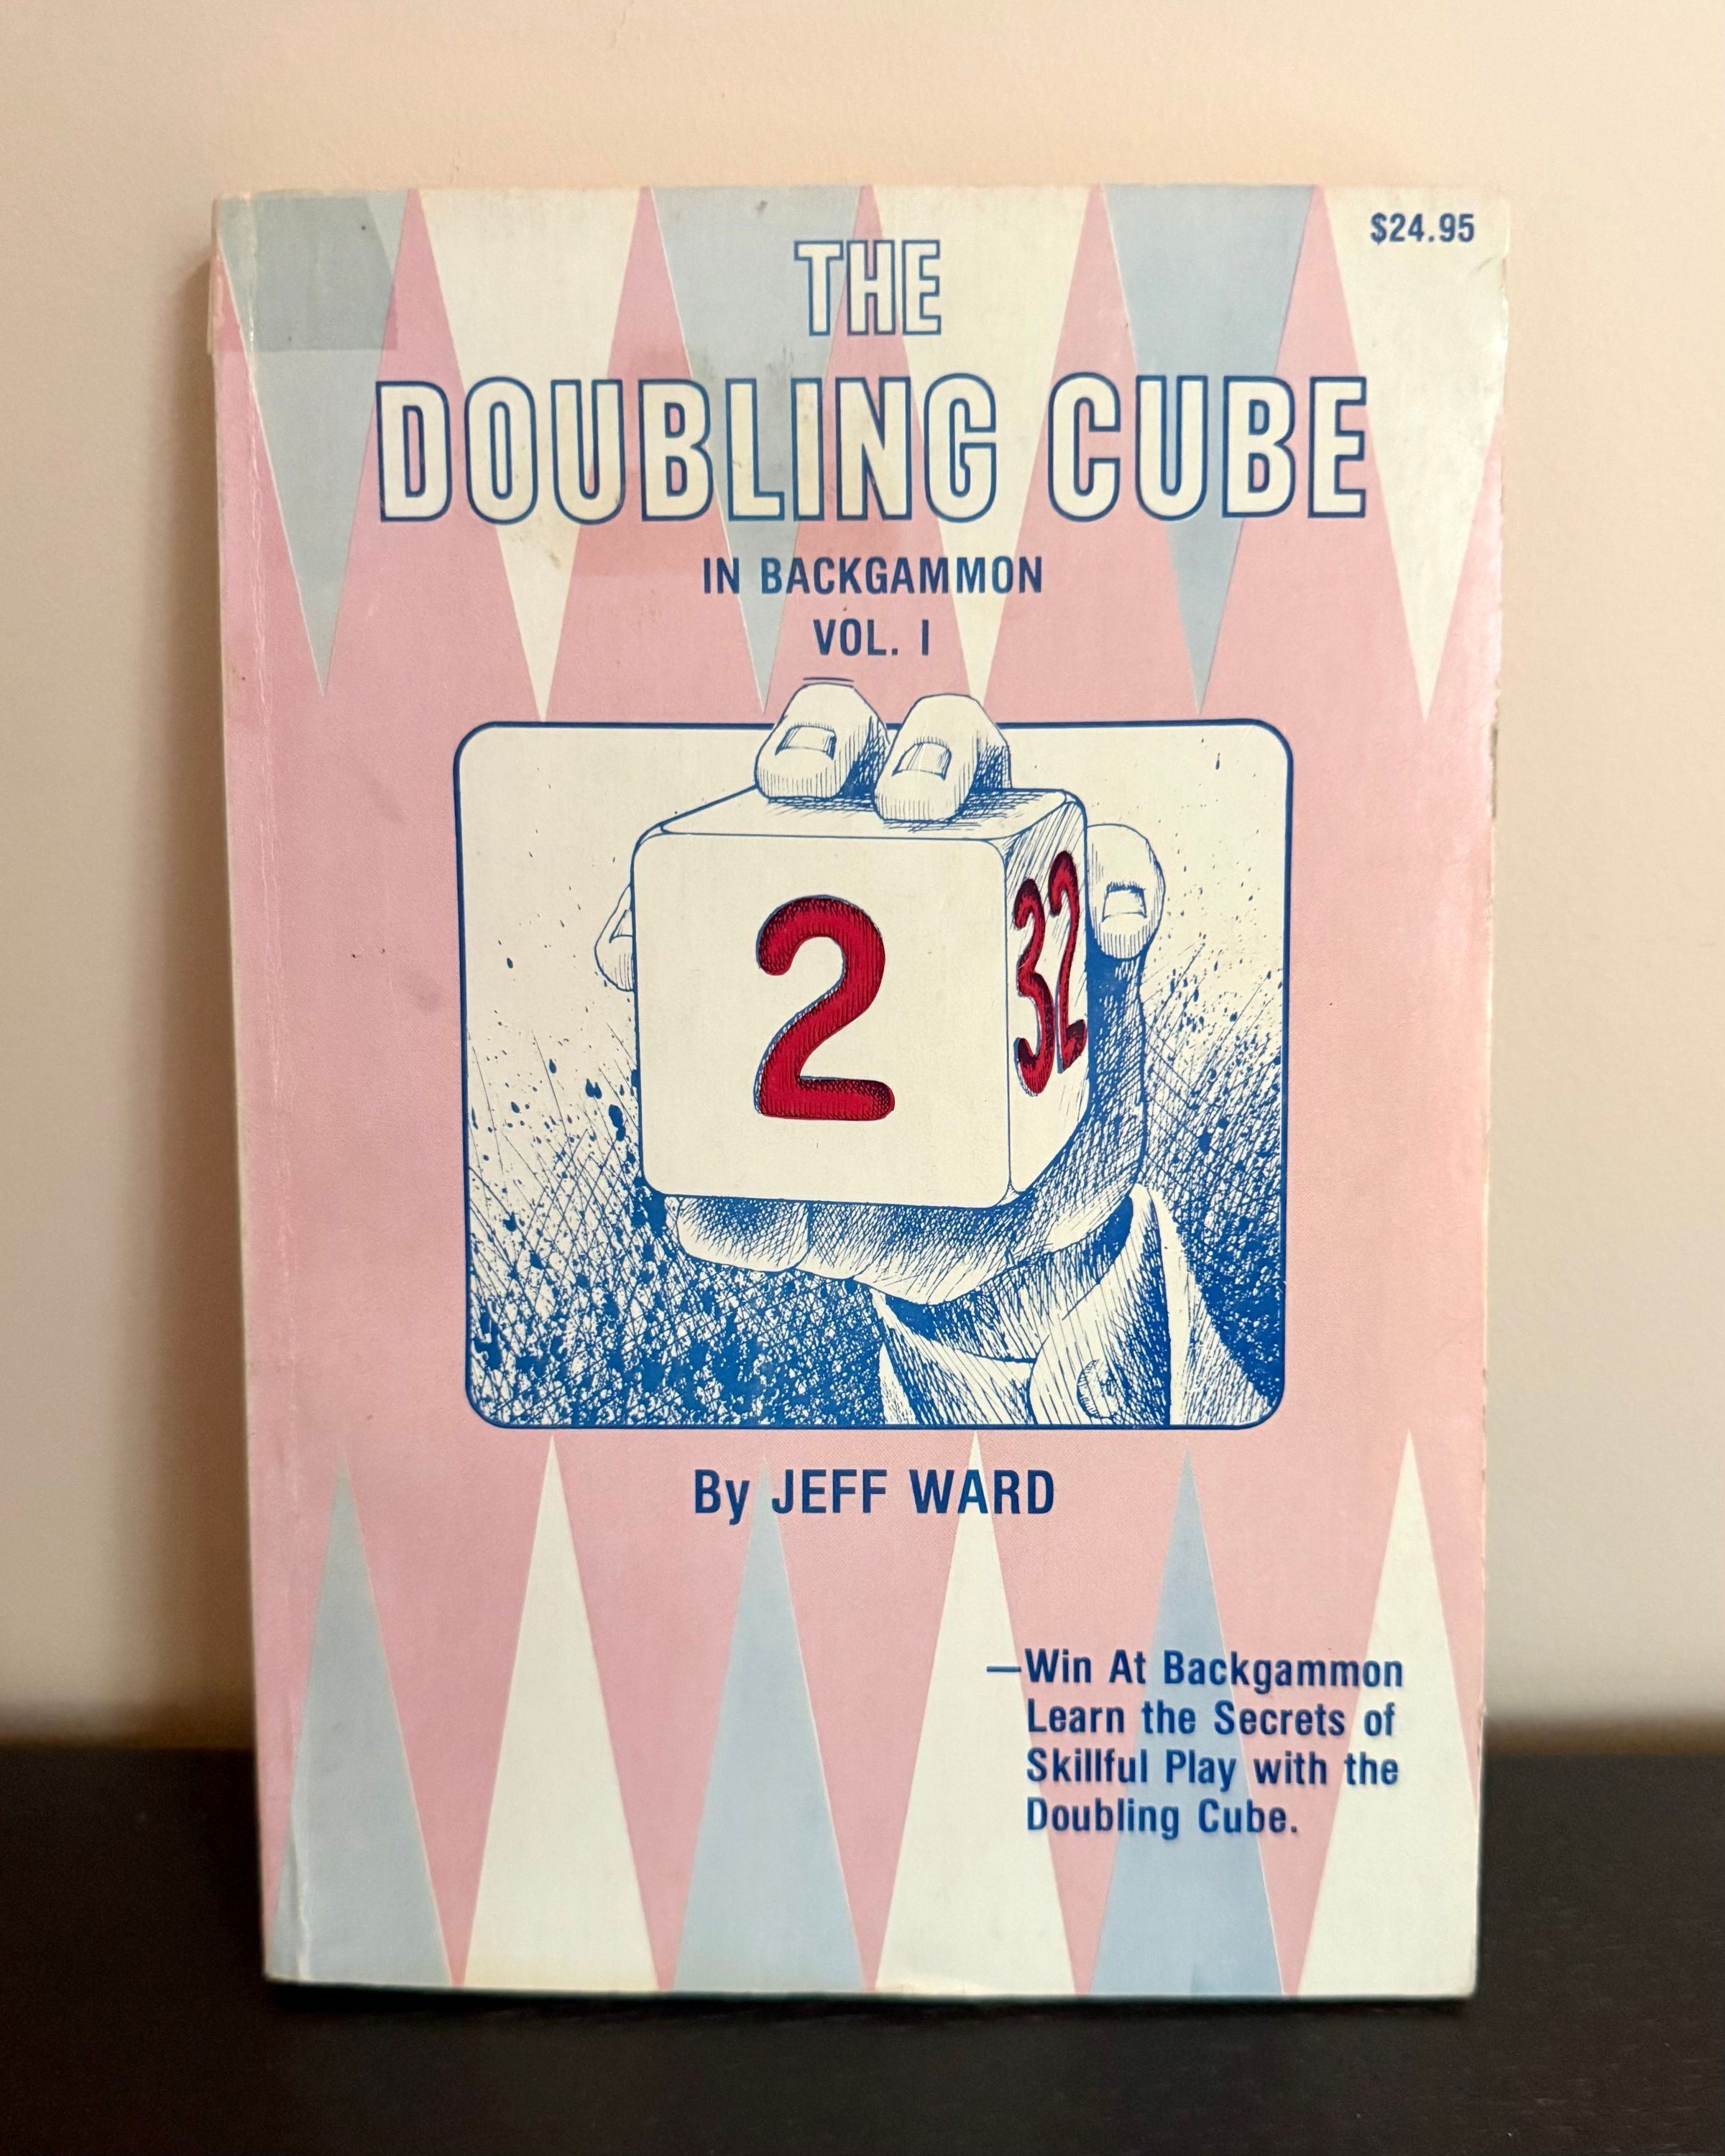 $24.95
THE
DOUBLING CUBE
IN BACKGAMMON
VOL. I
2
32
By JEFF WARD
—Win At Backgammon
Learn the Secrets of
Skillful Play with the
Doubling Cube.